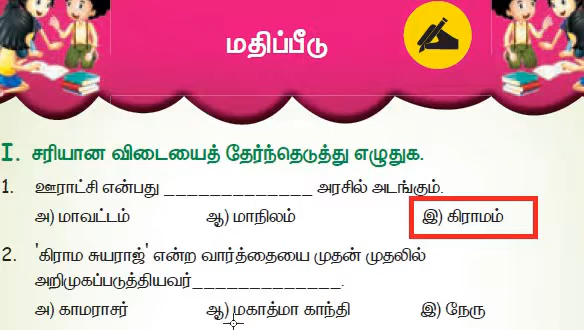 மதிப்பீடு
I. சரியான விடையைத் தேர்ந்தெடுத்து எழுதுக.
1. ஊராட்சி என்பது _____________ அரசில் அடங்கும்.
அ) மாவட்டம் ஆ) மாநிலம் இ) கிராமம்
2. 'கிராம சுயராஜ்' என்ற வார்த்தையை முதன் முதலில்
அறிமுகப்படுத்தியவர்_____________.
அ) காமராசர் ஆ) மகாத்மா காந்தி இ) நேரு